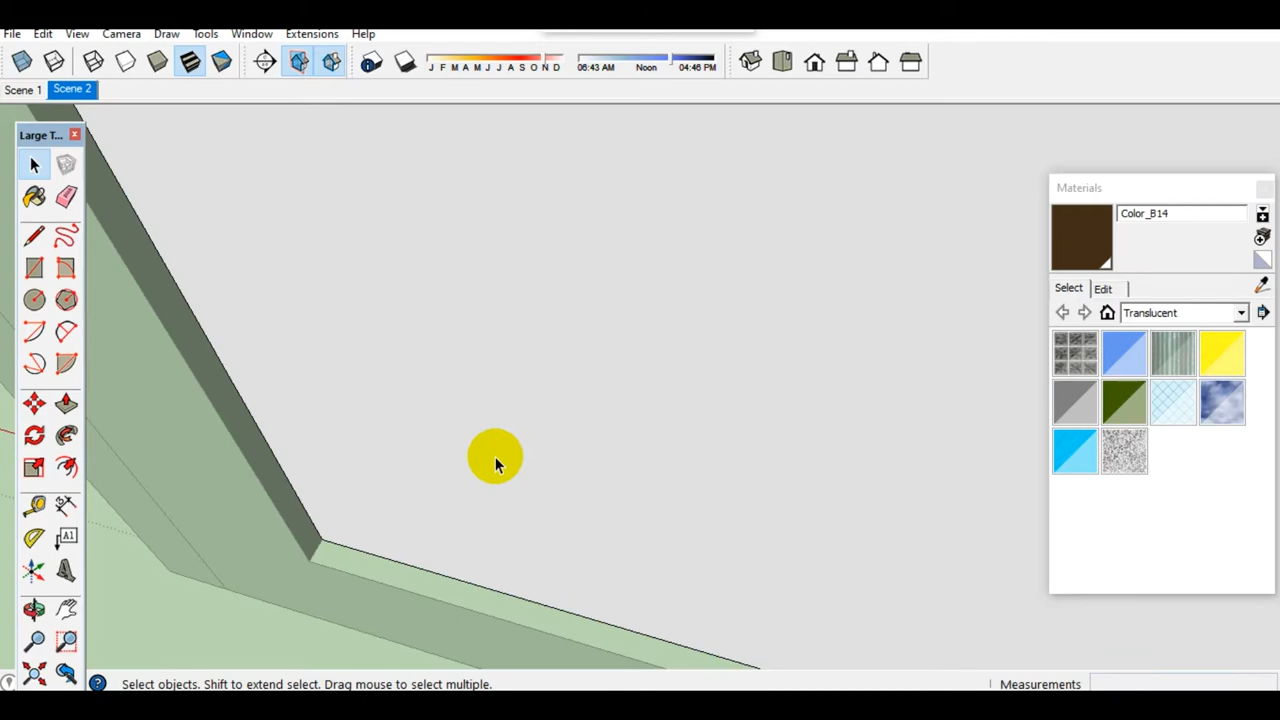 File Edit View Camera Draw Tools Window Extensions Help
J F M A M J J A S O N D
06:43 AM Noon 04:46 PM
Scene 1 Scene 2
Large T...
Materials
Color_B14
Select Edit
Translucent
A1
Select objects. Shift to extend select. Drag mouse to select multiple.
Measurements